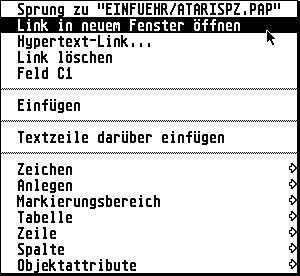 Sprung zu "EINFUEHR/ATARISPZ.PAP"
Link in neuem Fenster öffnen
Hypertext-Link...
Link löschen
Feld C1
Einfügen
Textzeile darüber einfügen
Zeichen
Anlegen
Markierungsbereich
Tabelle
Zeile
Spalte
Objektattribute